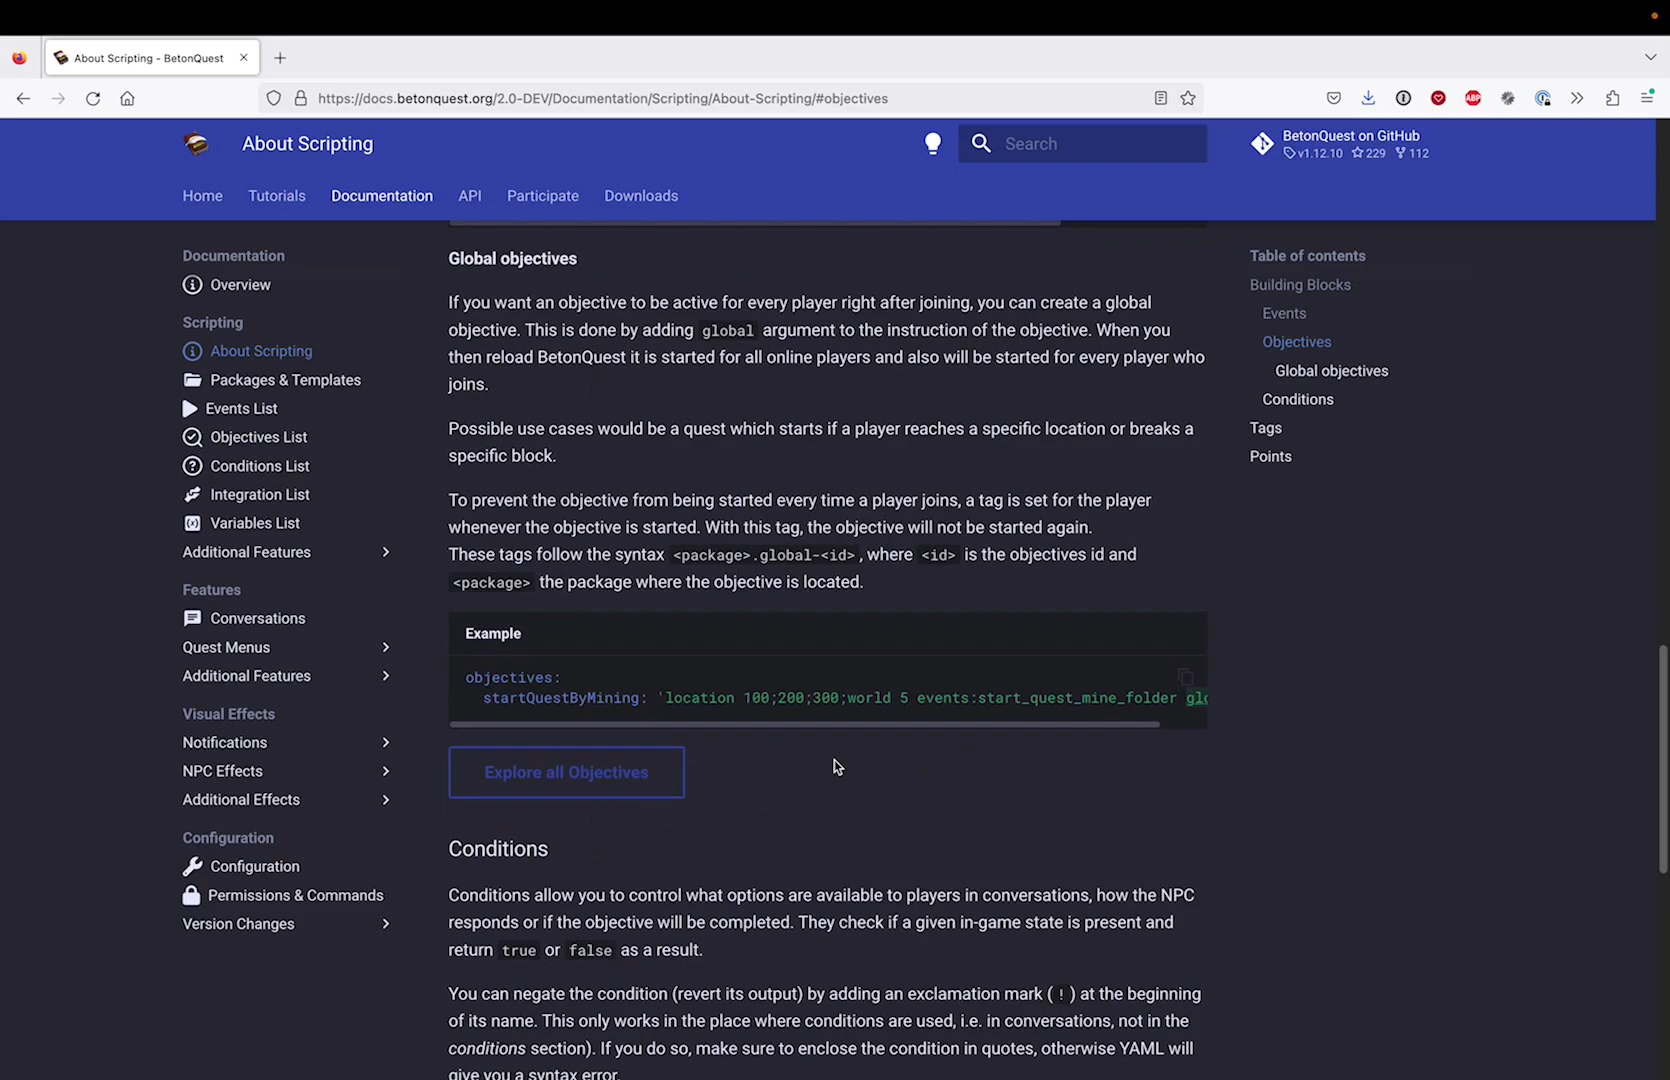 About Scripting - BetonQuest
https://docs.betonquest.org/2.0-DEV/Documentation/Scripting/About-Scripting/#objectives
ABP
About Scripting
Search
BetonQuest on GitHub
v1.12.10 229 112
Home
Tutorials
Documentation
API
Participate
Downloads
Documentation
Overview
Scripting
About Scripting
Packages & Templates
Events List
Objectives List
Conditions List
Integration List
Variables List
Additional Features
Features
Conversations
Quest Menus
Additional Features
Visual Effects
Notifications
NPC Effects
Additional Effects
Configuration
Configuration
Permissions & Commands
Version Changes
Global objectives
If you want an objective to be active for every player right after joining, you can create a global
objective. This is done by adding global argument to the instruction of the objective. When you
then reload BetonQuest it is started for all online players and also will be started for every player who
joins.
Possible use cases would be a quest which starts if a player reaches a specific location or breaks a
specific block.
To prevent the objective from being started every time a player joins, a tag is set for the player
whenever the objective is started. With this tag, the objective will not be started again.
These tags follow the syntax <package>.global-<id>, where <id> is the objectives id and
<package> the package where the objective is located.
Example
objectives:
startQuestByMining: 'location 100;200;300;world 5 events:start_quest_mine_folder glo
Explore all Objectives
Conditions
Conditions allow you to control what options are available to players in conversations, how the NPC
responds or if the objective will be completed. They check if a given in-game state is present and
return true or false as a result.
You can negate the condition (revert its output) by adding an exclamation mark ( ! ) at the beginning
of its name. This only works in the place where conditions are used, i.e. in conversations, not in the
conditions section). If you do so, make sure to enclose the condition in quotes, otherwise YAML will
give you a syntax error.
Table of contents
Building Blocks
Events
Objectives
Global objectives
Conditions
Tags
Points